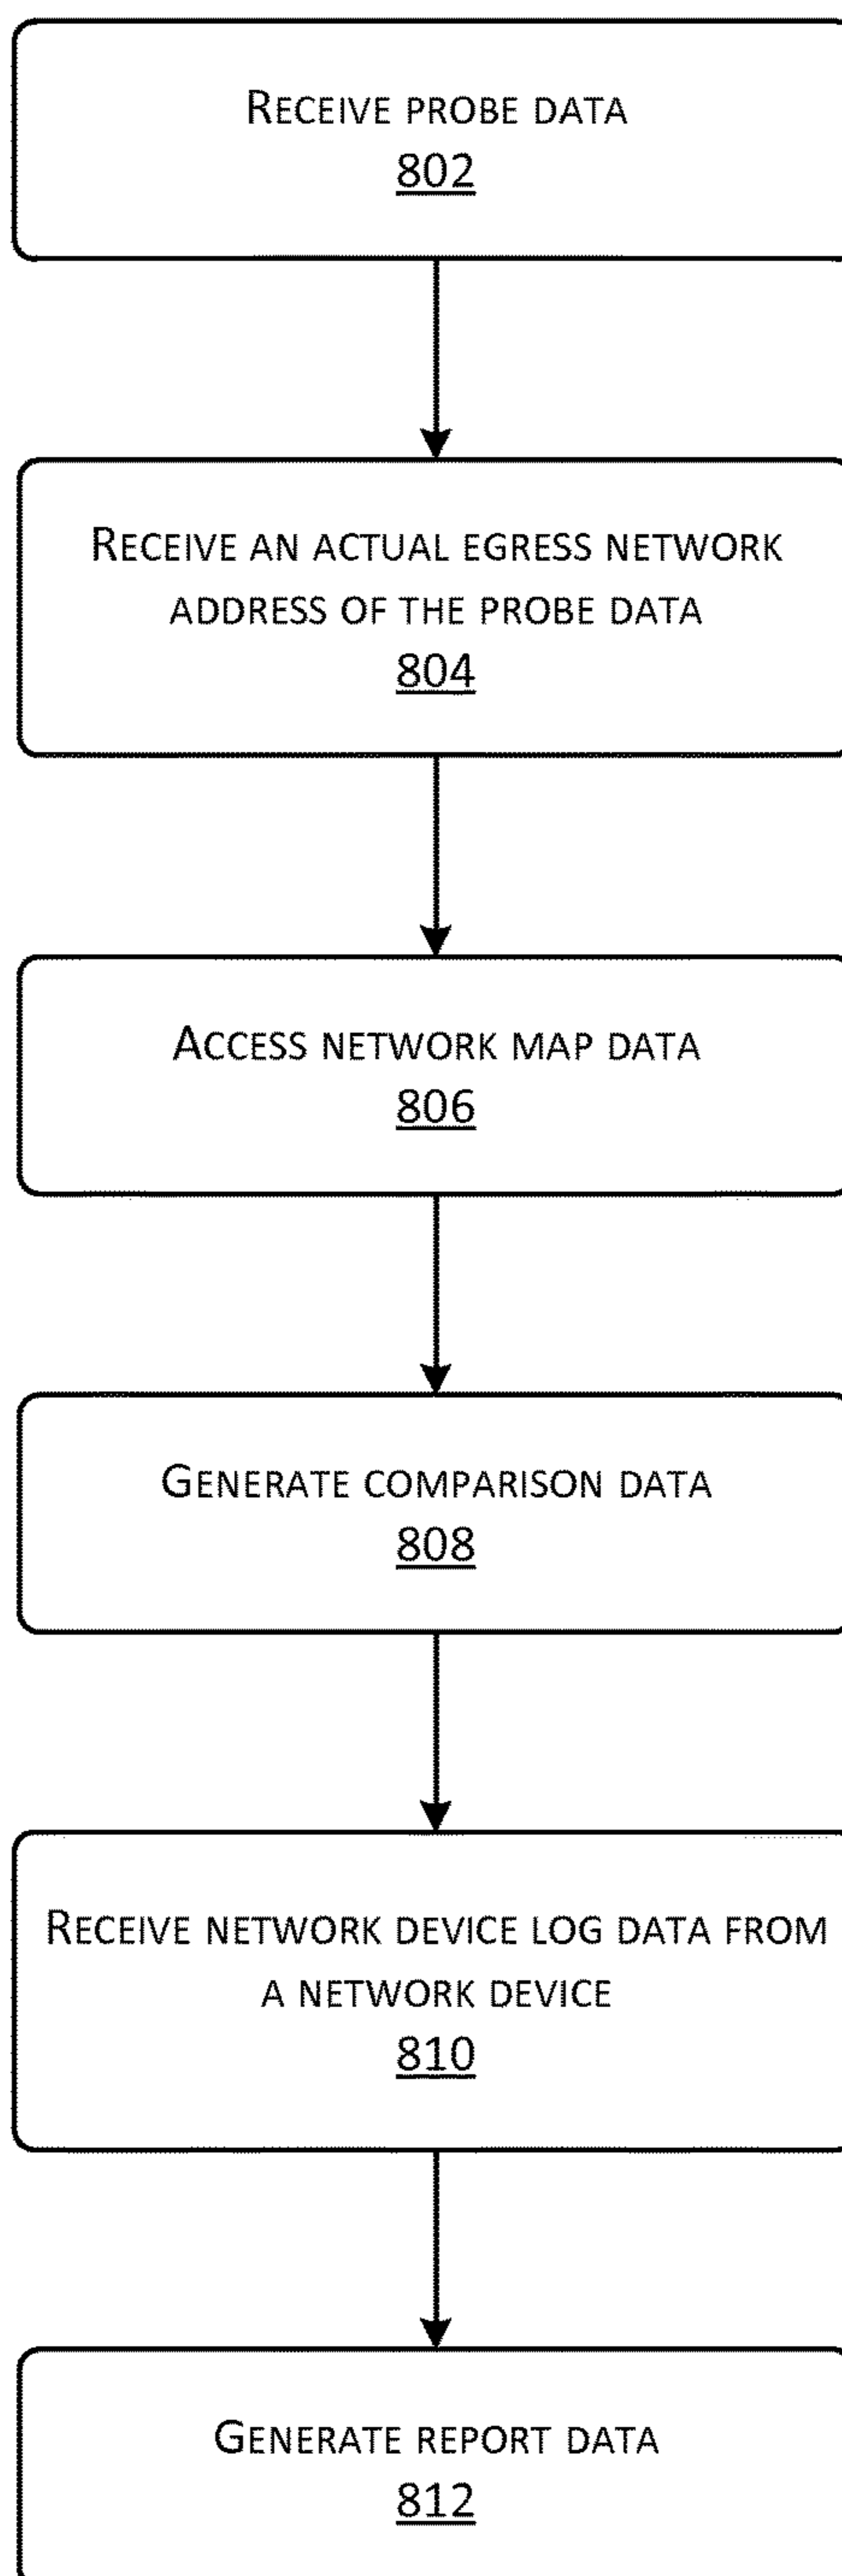 RECEIVE PROBE DATA
802
RECEIVE AN ACTUAL EGRESS NETWORK
ADDRESS OF THE PROBE DATA
804
ACCESS NETWORK MAP DATA
806
GENERATE COMPARISON DATA
808
RECEIVE NETWORK DEVICE LOG DATA FROM
A NETWORK DEVICE
810
GENERATE REPORT DATA
812